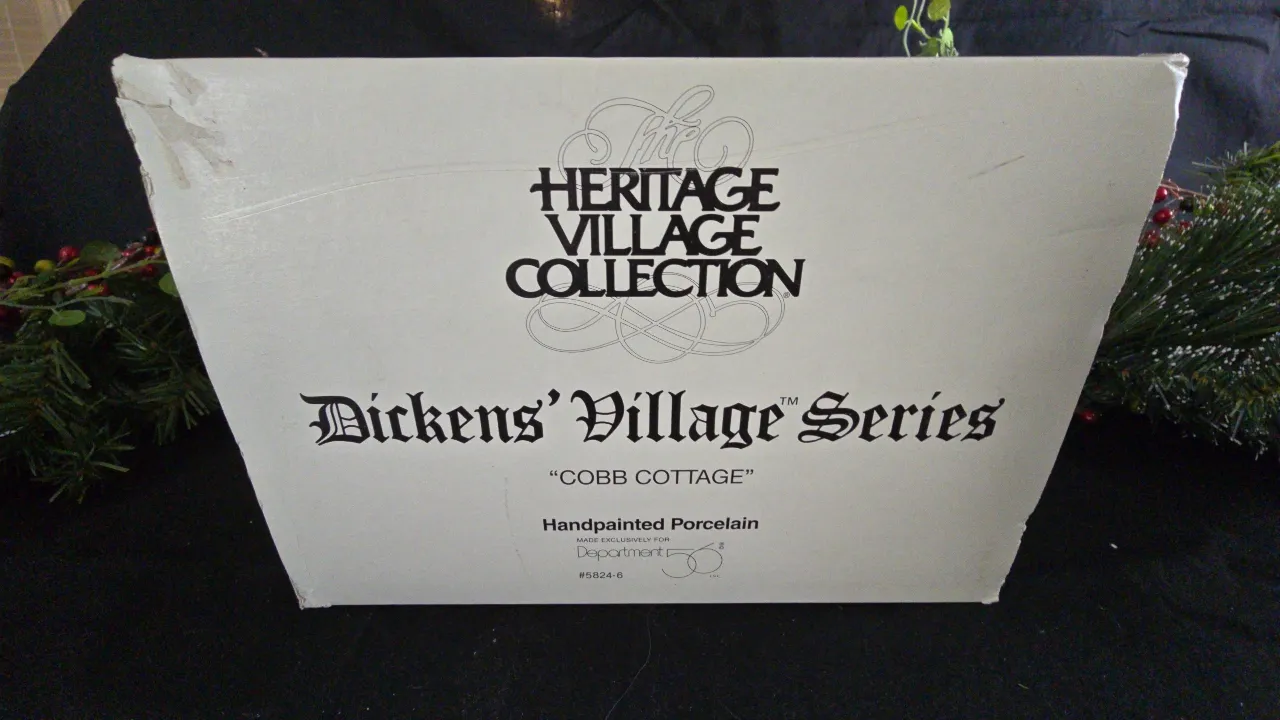 The
HERITAGE
VILLAGE
COLLECTION®
Dickens' Village™ Series
“COBB COTTAGE”
Handpainted Porcelain
MADE EXCLUSIVELY FOR
Department 56®
#5824-6